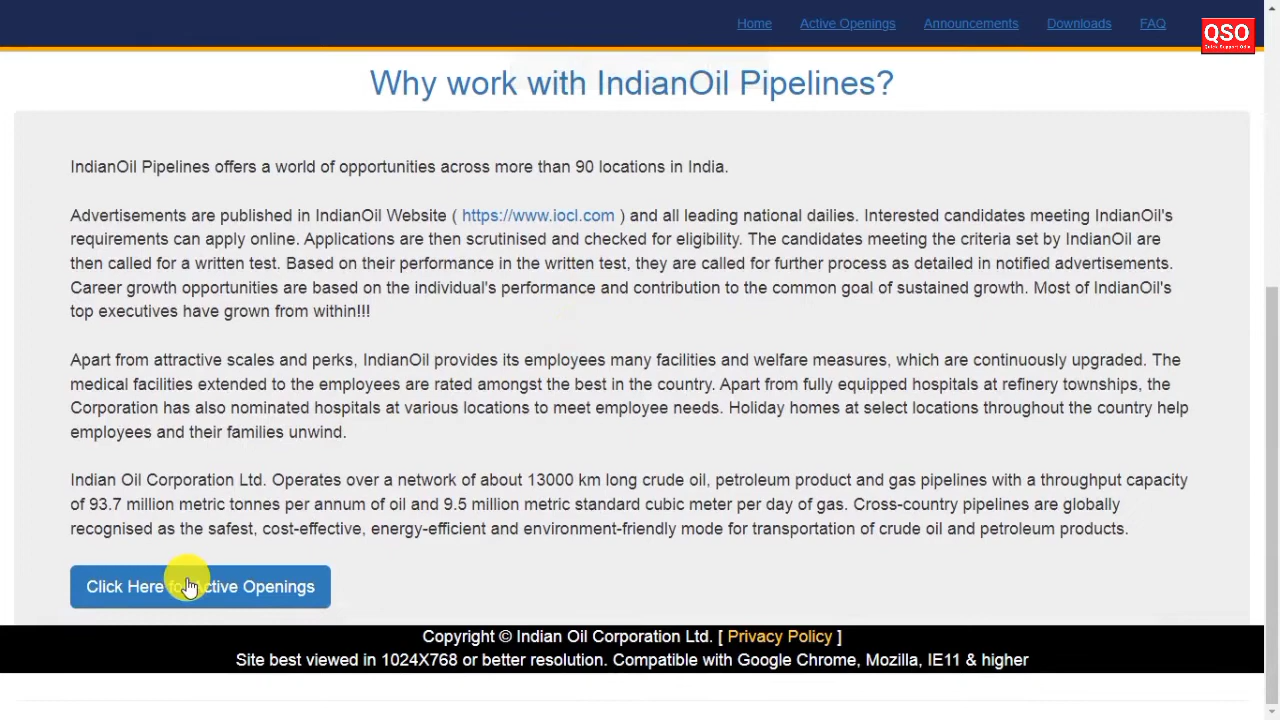 Home Active Openings Announcements Downloads FAQ
QSO
Why work with IndianOil Pipelines?
IndianOil Pipelines offers a world of opportunities across more than 90 locations in India.
Advertisements are published in IndianOil Website ( https://www.iocl.com ) and all leading national dailies. Interested candidates meeting IndianOil's
requirements can apply online. Applications are then scrutinised and checked for eligibility. The candidates meeting the criteria set by IndianOil are
then called for a written test. Based on their performance in the written test, they are called for further process as detailed in notified advertisements.
Career growth opportunities are based on the individual's performance and contribution to the common goal of sustained growth. Most of IndianOil's
top executives have grown from within!!!
Apart from attractive scales and perks, IndianOil provides its employees many facilities and welfare measures, which are continuously upgraded. The
medical facilities extended to the employees are rated amongst the best in the country. Apart from fully equipped hospitals at refinery townships, the
Corporation has also nominated hospitals at various locations to meet employee needs. Holiday homes at select locations throughout the country help
employees and their families unwind.
Indian Oil Corporation Ltd. Operates over a network of about 13000 km long crude oil, petroleum product and gas pipelines with a throughput capacity
of 93.7 million metric tonnes per annum of oil and 9.5 million metric standard cubic meter per day of gas. Cross-country pipelines are globally
recognised as the safest, cost-effective, energy-efficient and environment-friendly mode for transportation of crude oil and petroleum products.
Click Here for Active Openings
Copyright © Indian Oil Corporation Ltd. [ Privacy Policy ]
Site best viewed in 1024X768 or better resolution. Compatible with Google Chrome, Mozilla, IE11 & higher